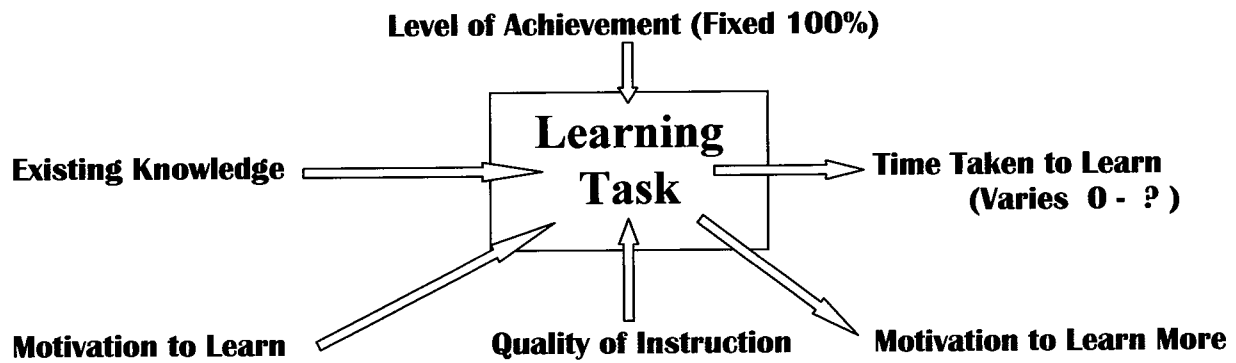 Level of Achievement (Fixed 100%)
Learning
Task
Existing Knowledge
Time Taken to Learn
(Varies 0 - ? )
Motivation to Learn
Quality of Instruction
Motivation to Learn More